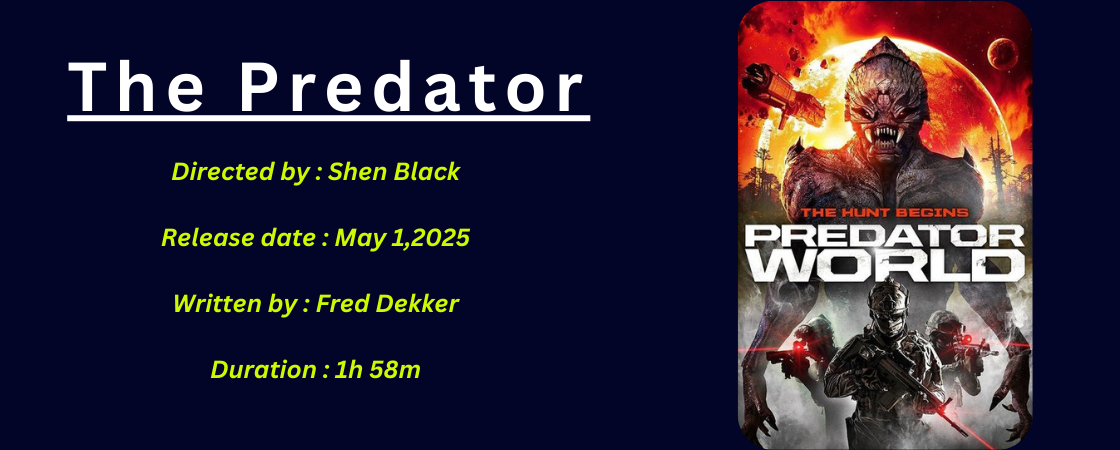 The Predator
Directed by : Shen Black
Release date : May 1,2025
Written by : Fred Dekker
Duration : 1h 58m
THE HUNT BEGINS
PREDATOR
WORLD